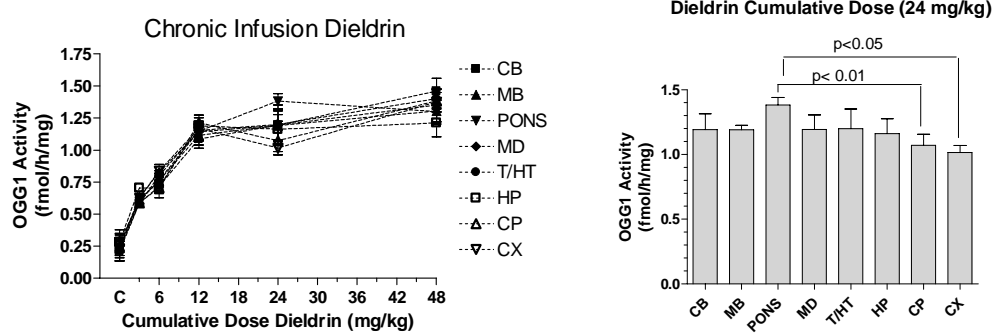 Chronic Infusion Dieldrin
OGG1 Activity
(fmol/h/mg)
1.75
1.50
1.25
1.00
0.75
0.50
0.25
0.00
C 6 12 18 24 30 36 42 48
Cumulative Dose Dieldrin (mg/kg)
CB
MB
PONS
MD
T/HT
HP
CP
CX
Dieldrin Cumulative Dose (24 mg/kg)
p<0.05
p< 0.01
OGG1 Activity
(fmol/h/mg)
1.5
1.0
0.5
0.0
CB MB PONS MD T/HT HP CP CX